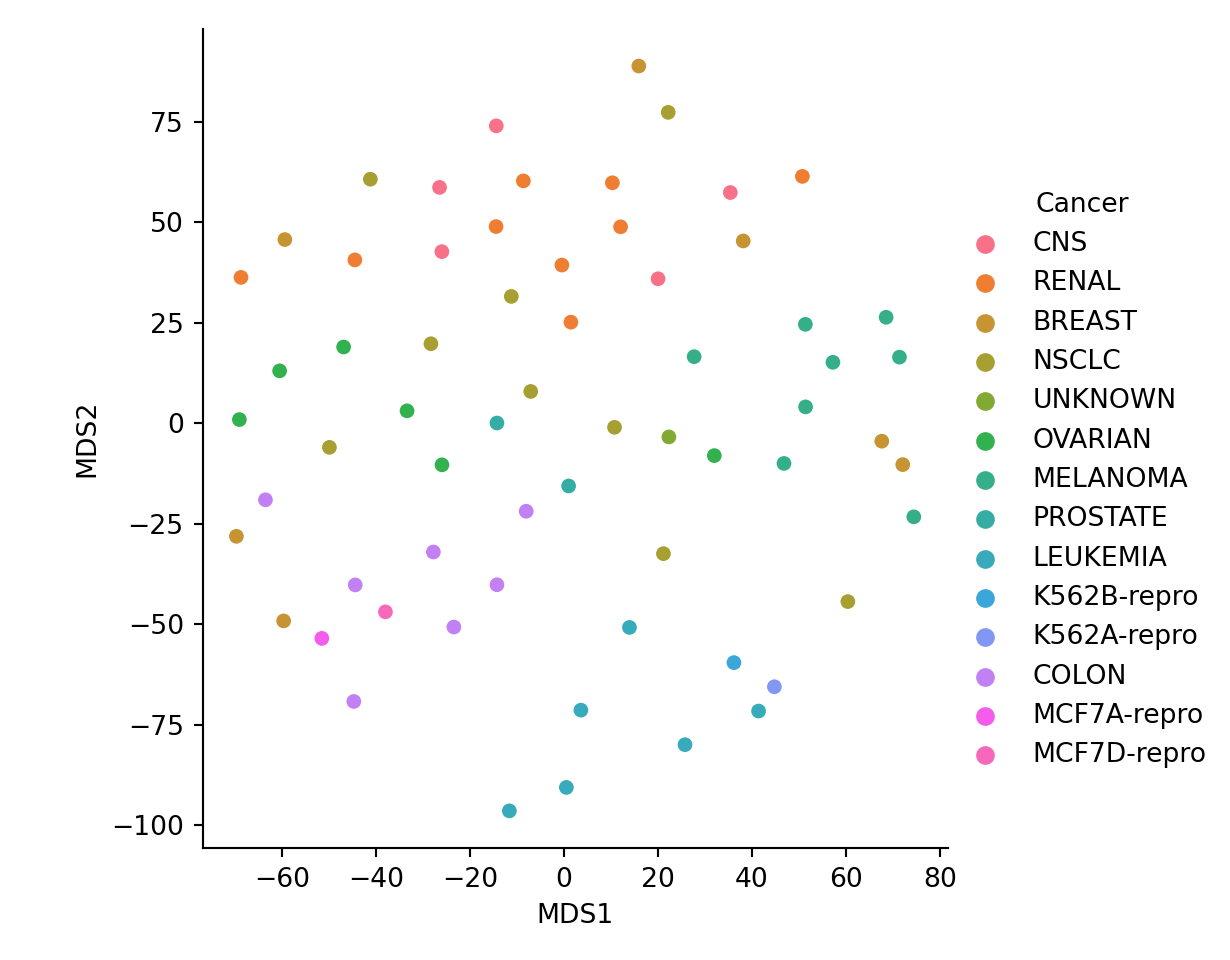 75
50
25
0
−25
−50
−75
−100
MDS2
−60
−40
−20
0
20
40
60
80
MDS1
Cancer
CNS
RENAL
BREAST
NSCLC
UNKNOWN
OVARIAN
MELANOMA
PROSTATE
LEUKEMIA
K562B-repro
K562A-repro
COLON
MCF7A-repro
MCF7D-repro